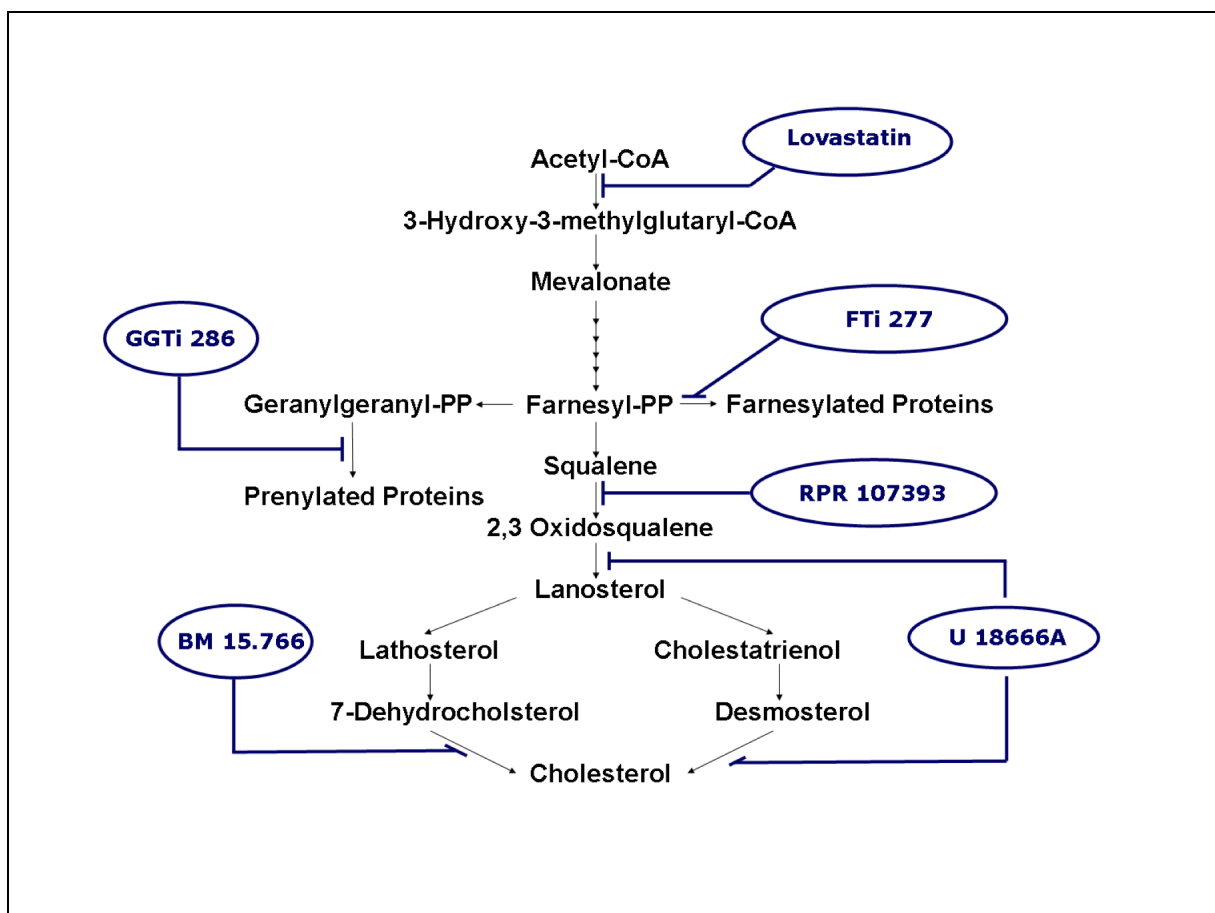 Lovastatin
Acetyl-CoA
3-Hydroxy-3-methylglutaryl-CoA
Mevalonate
GGTi 286
FTi 277
Geranylgeranyl-PP
Farnesyl-PP
Farnesylated Proteins
Squalene
Prenylated Proteins
RPR 107393
2,3 Oxidosqualene
Lanosterol
BM 15.766
U 18666A
Lathosterol
Cholestatrienol
7-Dehydrocholsterol
Desmosterol
Cholesterol